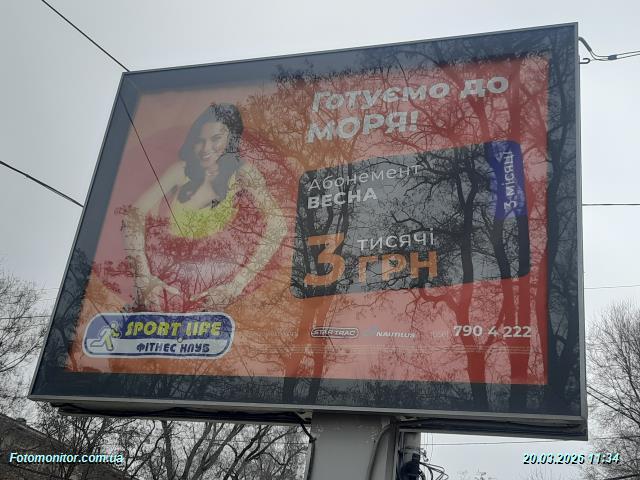 Готуємо до
МОРЯ!
Абонемент
ВЕСНА
3 місяці
3 тисячі
ГРН
SPORT LIFE
ФІТНЕС КЛУБ
STAR TRAC
NAUTILUS
790 4 222
Fotomonitor.com.ua
20.03.2026 11:34